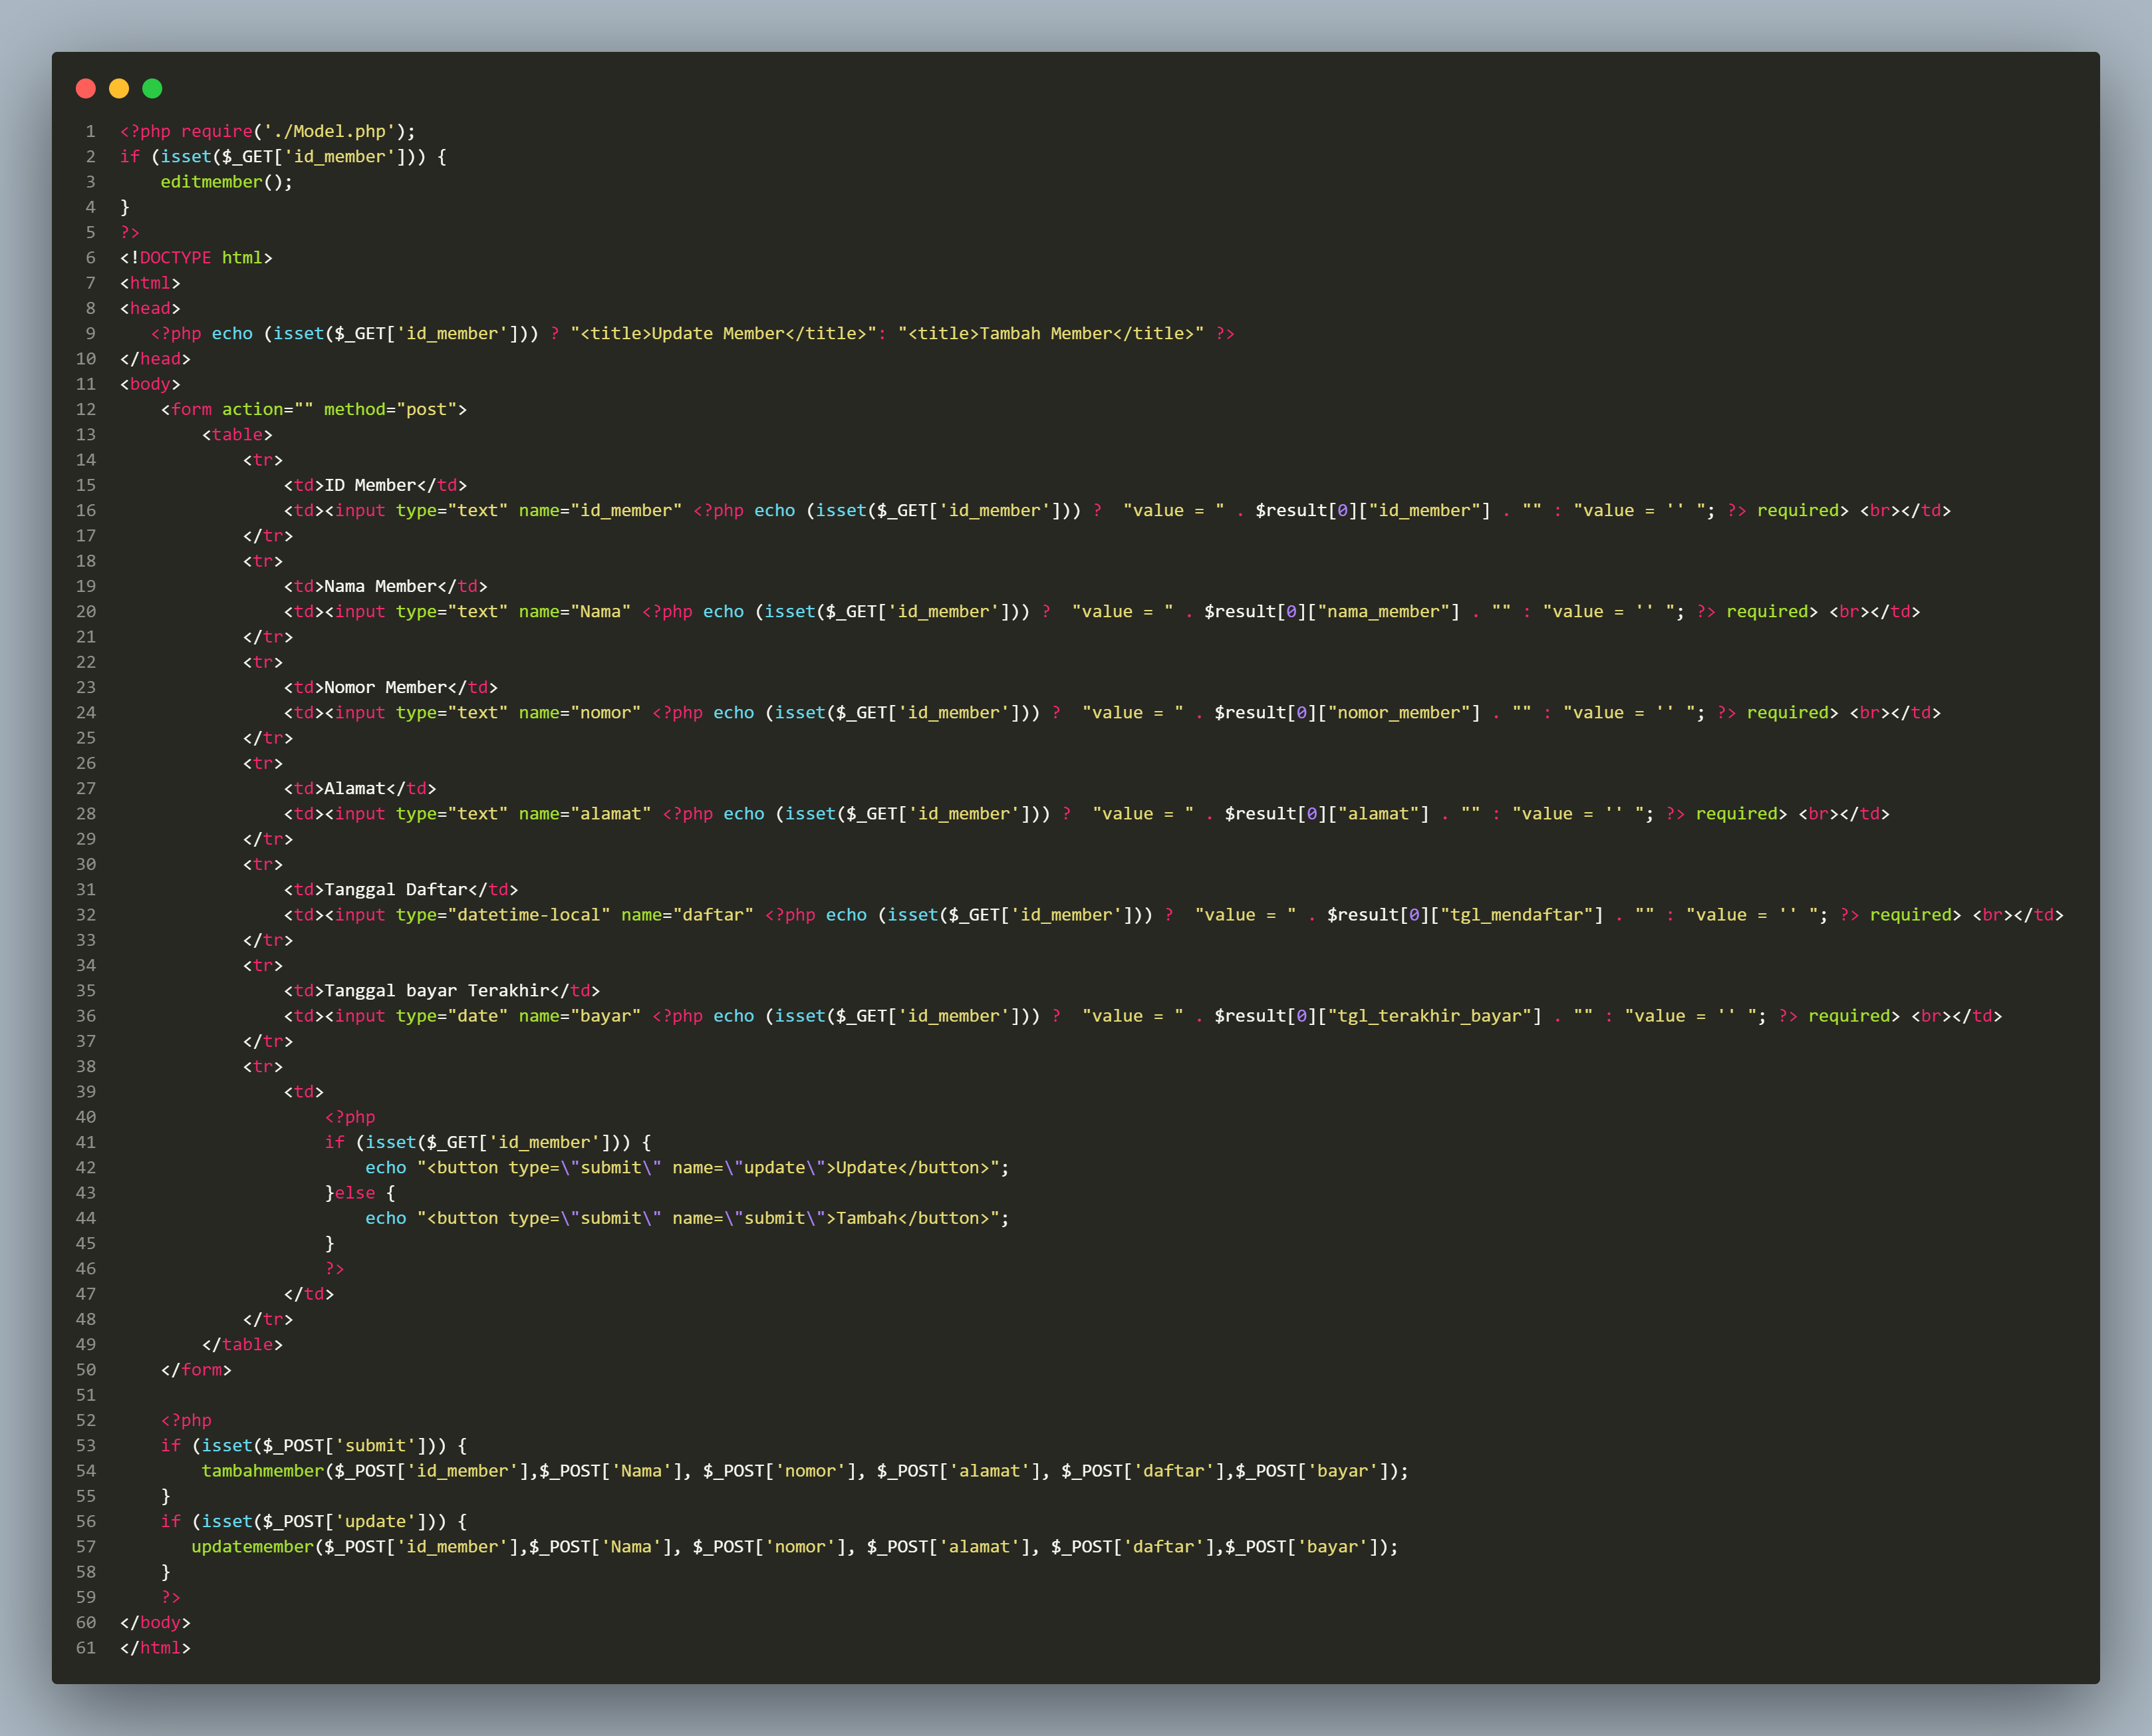 1 <?php require('./Model.php');
2 if (isset($_GET['id_member'])) {
3     editmember();
4 }
5 ?>
6 <!DOCTYPE html>
7 <html>
8 <head>
9    <?php echo (isset($_GET['id_member'])) ? "<title>Update Member</title>": "<title>Tambah Member</title>" ?>
10 </head>
11 <body>
12     <form action="" method="post">
13         <table>
14             <tr>
15                 <td>ID Member</td>
16                 <td><input type="text" name="id_member" <?php echo (isset($_GET['id_member'])) ?  "value = " . $result[0]["id_member"] . "" : "value = '' "; ?> required> <br></td>
17             </tr>
18             <tr>
19                 <td>Nama Member</td>
20                 <td><input type="text" name="Nama" <?php echo (isset($_GET['id_member'])) ?  "value = " . $result[0]["nama_member"] . "" : "value = '' "; ?> required> <br></td>
21             </tr>
22             <tr>
23                 <td>Nomor Member</td>
24                 <td><input type="text" name="nomor" <?php echo (isset($_GET['id_member'])) ?  "value = " . $result[0]["nomor_member"] . "" : "value = '' "; ?> required> <br></td>
25             </tr>
26             <tr>
27                 <td>Alamat</td>
28                 <td><input type="text" name="alamat" <?php echo (isset($_GET['id_member'])) ?  "value = " . $result[0]["alamat"] . "" : "value = '' "; ?> required> <br></td>
29             </tr>
30             <tr>
31                 <td>Tanggal Daftar</td>
32                 <td><input type="datetime-local" name="daftar" <?php echo (isset($_GET['id_member'])) ?  "value = " . $result[0]["tgl_mendaftar"] . "" : "value = '' "; ?> required> <br></td>
33             </tr>
34             <tr>
35                 <td>Tanggal bayar Terakhir</td>
36                 <td><input type="date" name="bayar" <?php echo (isset($_GET['id_member'])) ?  "value = " . $result[0]["tgl_terakhir_bayar"] . "" : "value = '' "; ?> required> <br></td>
37             </tr>
38             <tr>
39                 <td>
40                     <?php
41                     if (isset($_GET['id_member'])) {
42                         echo "<button type=\"submit\" name=\"update\">Update</button>";
43                     }else {
44                         echo "<button type=\"submit\" name=\"submit\">Tambah</button>";
45                     }
46                     ?>
47                 </td>
48             </tr>
49         </table>
50     </form>
51
52     <?php
53     if (isset($_POST['submit'])) {
54         tambahmember($_POST['id_member'],$_POST['Nama'], $_POST['nomor'], $_POST['alamat'], $_POST['daftar'],$_POST['bayar']);
55     }
56     if (isset($_POST['update'])) {
57        updatemember($_POST['id_member'],$_POST['Nama'], $_POST['nomor'], $_POST['alamat'], $_POST['daftar'],$_POST['bayar']);
58     }
59     ?>
60 </body>
61 </html>